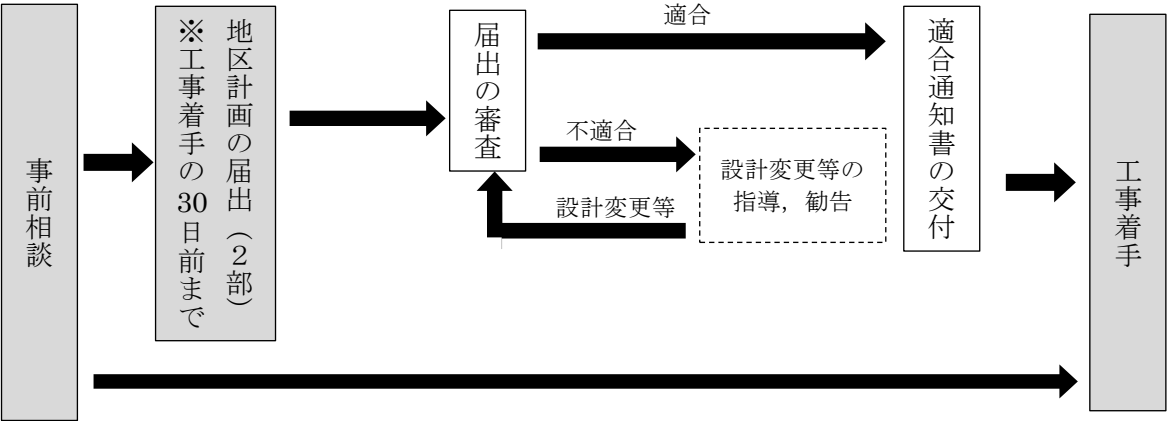 事前相談
地区計画の届出（２部）
※工事着手の30日前まで
届出の審査
適合
不適合
設計変更等の
指導，勧告
設計変更等
適合通知書の交付
工事着手